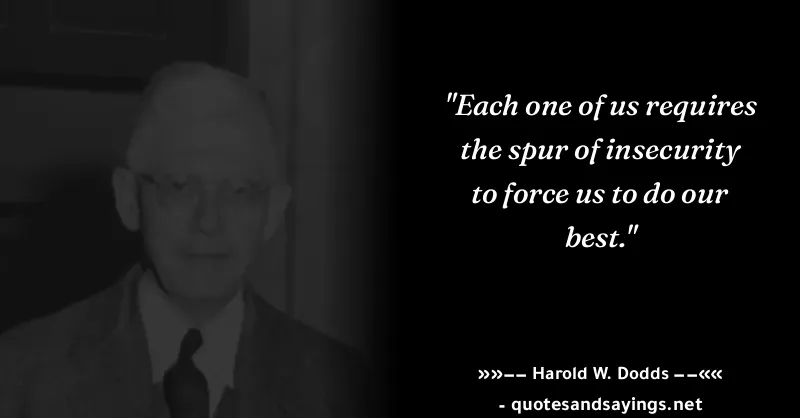 "Each one of us requires
the spur of insecurity
to force us to do our
best."
»»–– Harold W. Dodds ––««
- quotesandsayings.net